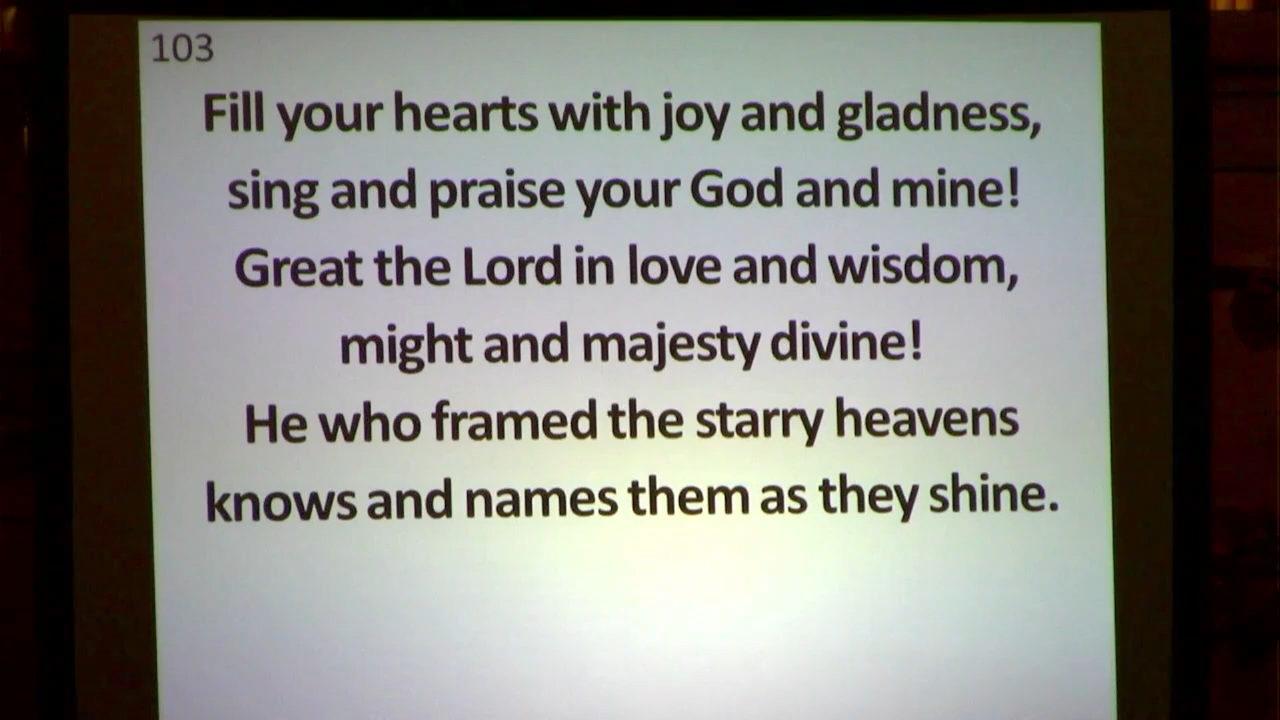 103
Fill your hearts with joy and gladness,
sing and praise your God and mine!
Great the Lord in love and wisdom,
might and majesty divine!
He who framed the starry heavens
knows and names them as they shine.